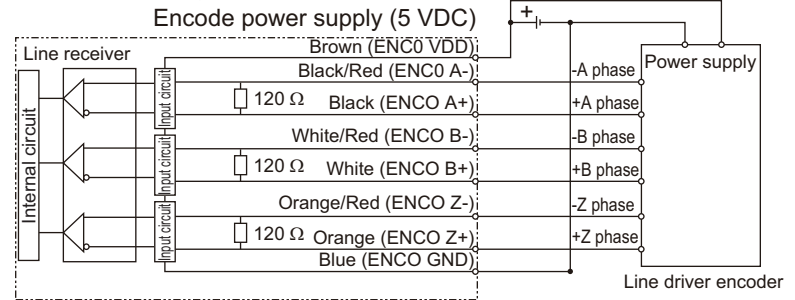 Encode power supply (5 VDC)
+
Line receiver
Brown (ENC0 VDD)
Power supply
Black/Red (ENC0 A-)
-A phase
Input circuit
120 Ω
Black (ENCO A+)
+A phase
White/Red (ENCO B-)
-B phase
Internal circuit
Input circuit
120 Ω
White (ENCO B+)
+B phase
Orange/Red (ENCO Z-)
-Z phase
Input circuit
120 Ω
Orange (ENCO Z+)
+Z phase
Blue (ENCO GND)
Line driver encoder